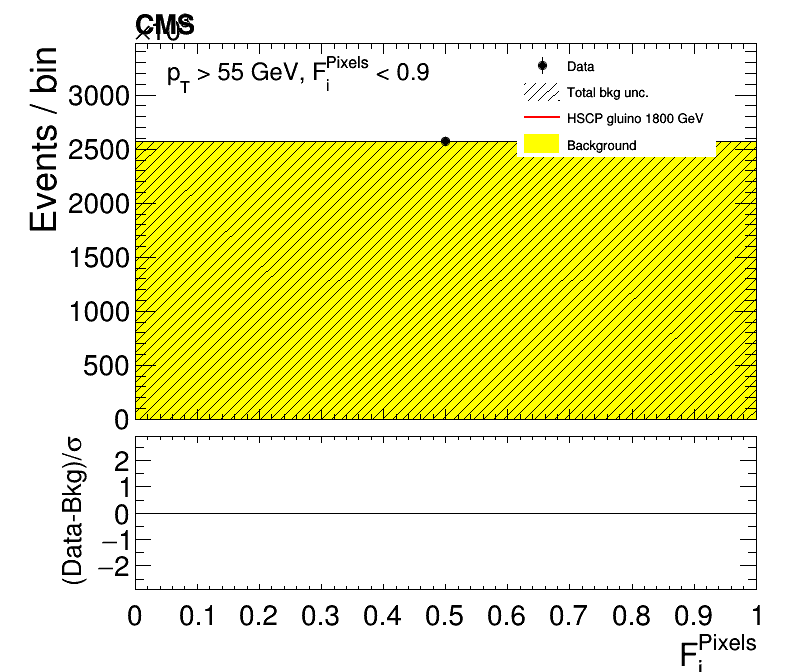 CMS
×10³
p_T > 55 GeV, F_i^Pixels < 0.9
Data
Total bkg unc.
HSCP gluino 1800 GeV
Background
Events / bin
3000
2500
2000
1500
1000
500
0
(Data-Bkg)/σ
2
1
0
−1
−2
0 0.1 0.2 0.3 0.4 0.5 0.6 0.7 0.8 0.9 1
F_i^Pixels